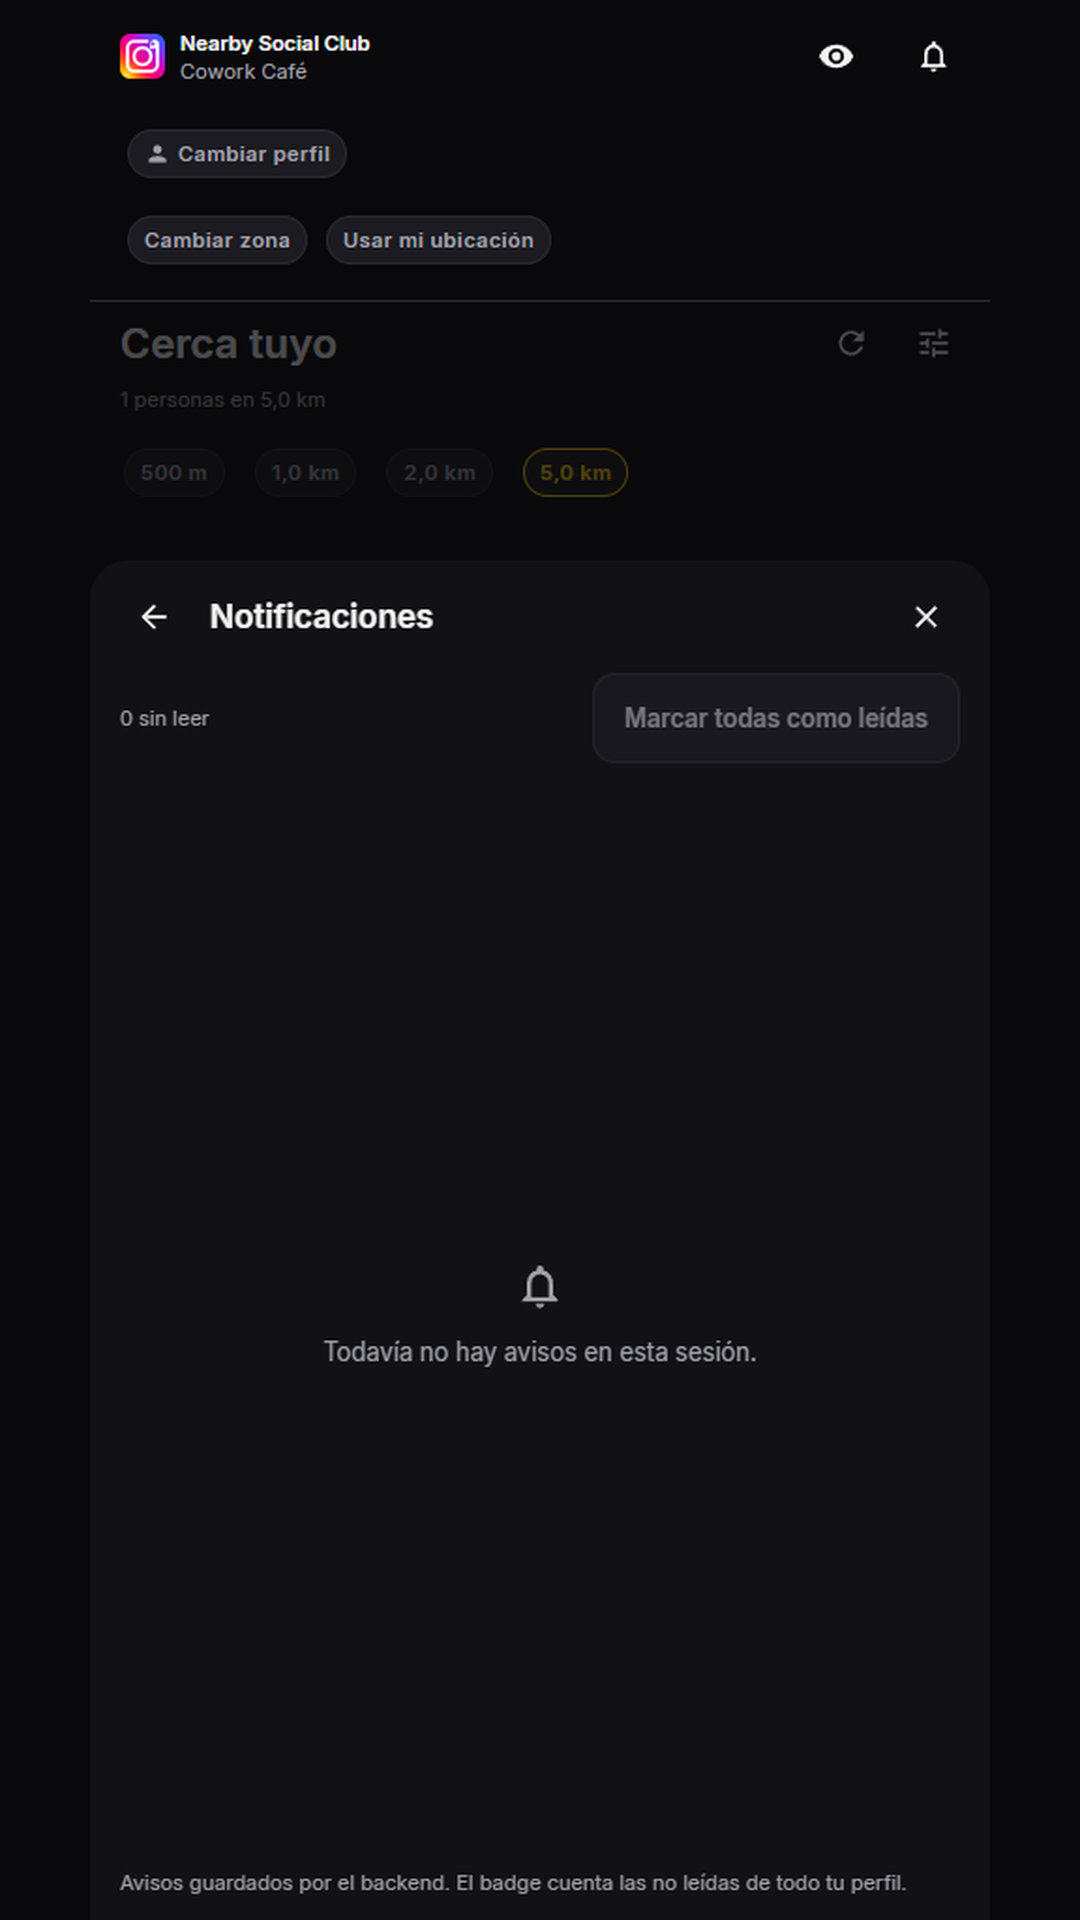 Nearby Social Club
Cowork Café
Cambiar perfil
Cambiar zona
Usar mi ubicación
Cerca tuyo
1 personas en 5,0 km
500 m
1,0 km
2,0 km
5,0 km
Notificaciones
0 sin leer
Marcar todas como leídas
Todavía no hay avisos en esta sesión.
Avisos guardados por el backend. El badge cuenta las no leídas de todo tu perfil.